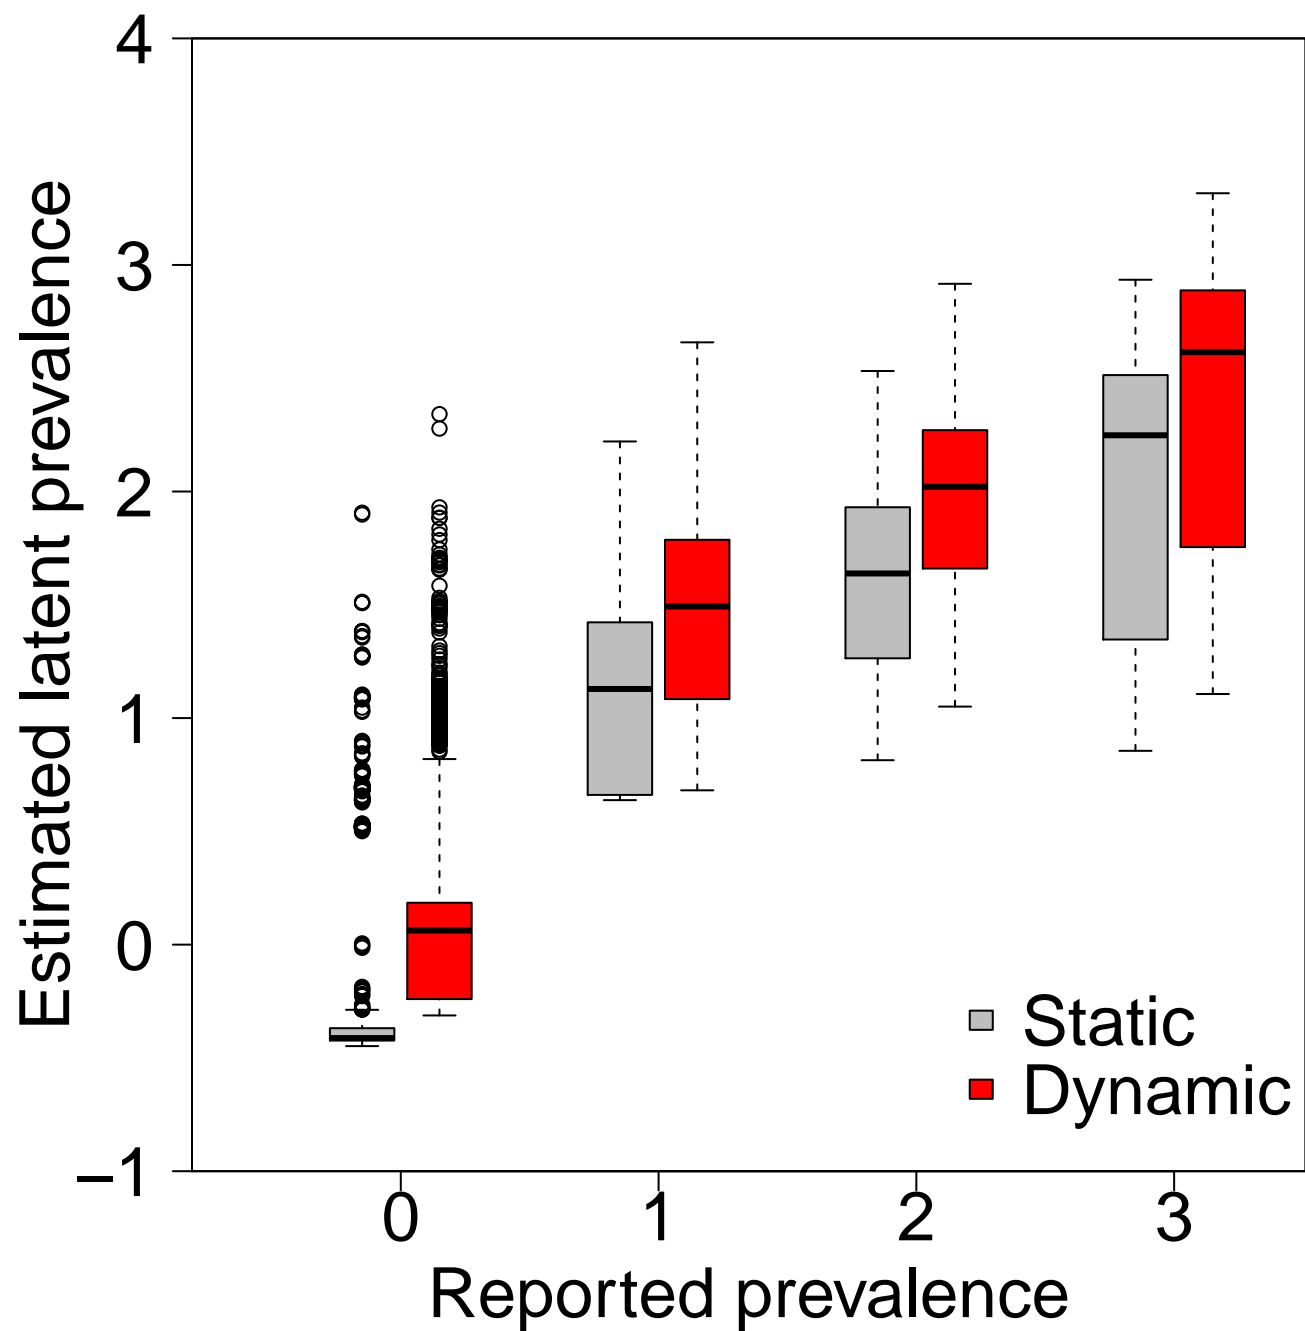 Estimated latent prevalence
4
3
2
1
0
−1
Static
Dynamic
0 1 2 3
Reported prevalence